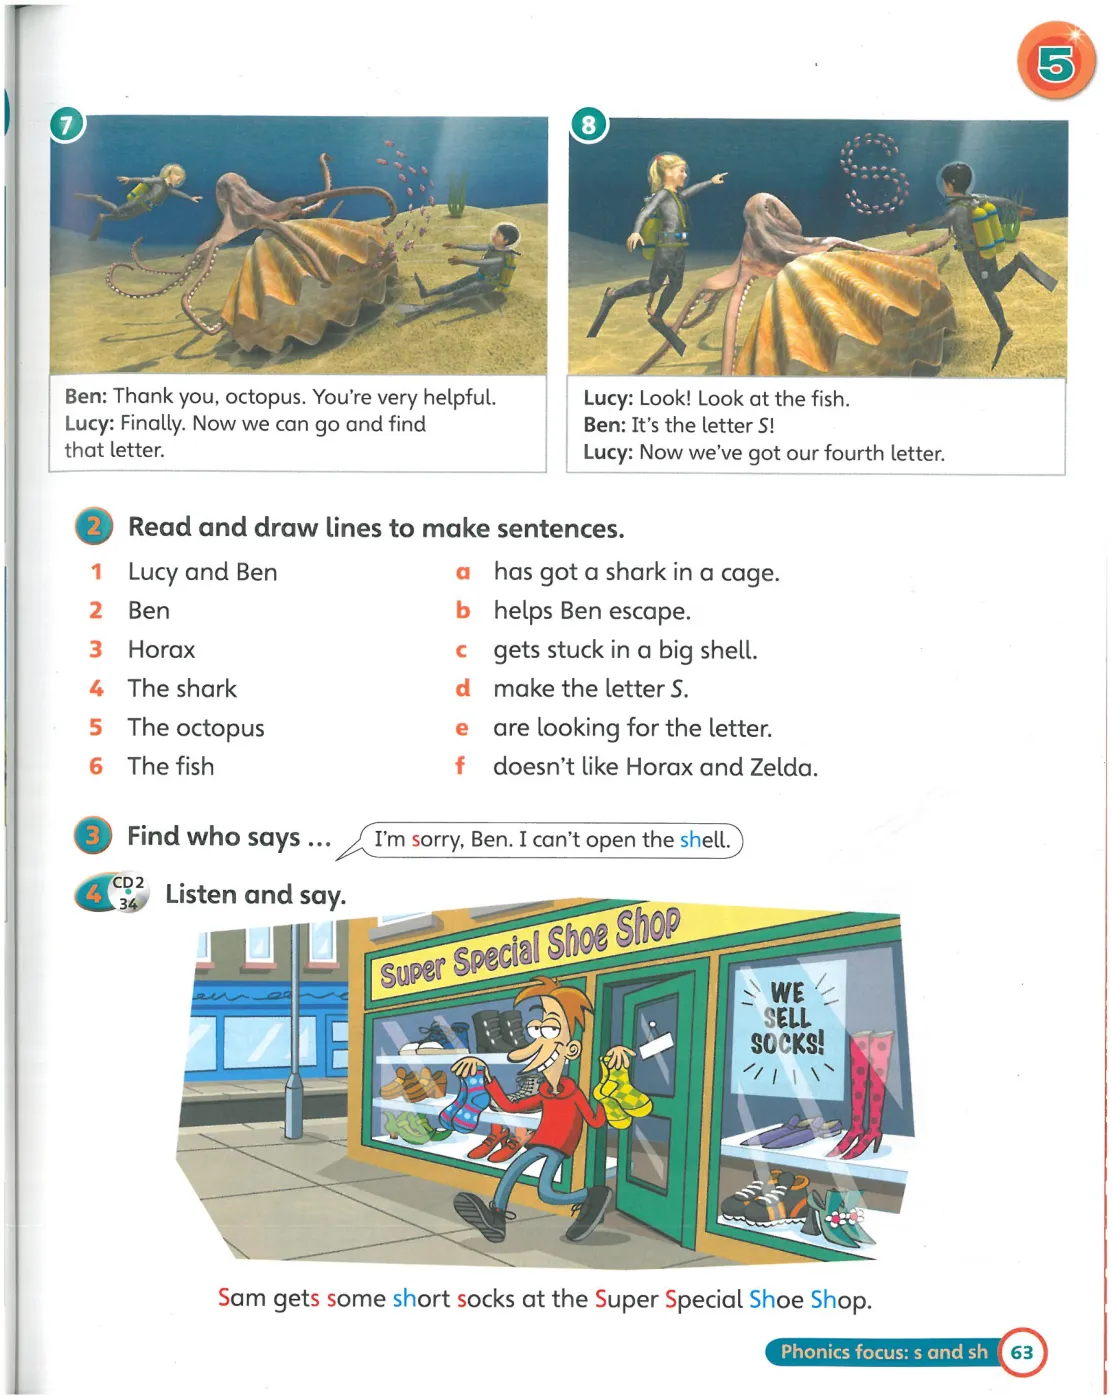 5
7
Ben: Thank you, octopus. You're very helpful.
Lucy: Finally. Now we can go and find
that letter.
8
S
Lucy: Look! Look at the fish.
Ben: It's the letter S!
Lucy: Now we've got our fourth letter.
2 Read and draw lines to make sentences.
1 Lucy and Ben
2 Ben
3 Horax
4 The shark
5 The octopus
6 The fish
a has got a shark in a cage.
b helps Ben escape.
c gets stuck in a big shell.
d make the letter S.
e are looking for the letter.
f doesn't like Horax and Zelda.
3 Find who says ... I'm sorry, Ben. I can't open the shell.
4 CD2 34 Listen and say.
Super Special Shoe Shop
WE
SELL
SOCKS!
Sam gets some short socks at the Super Special Shoe Shop.
Phonics focus: s and sh 63